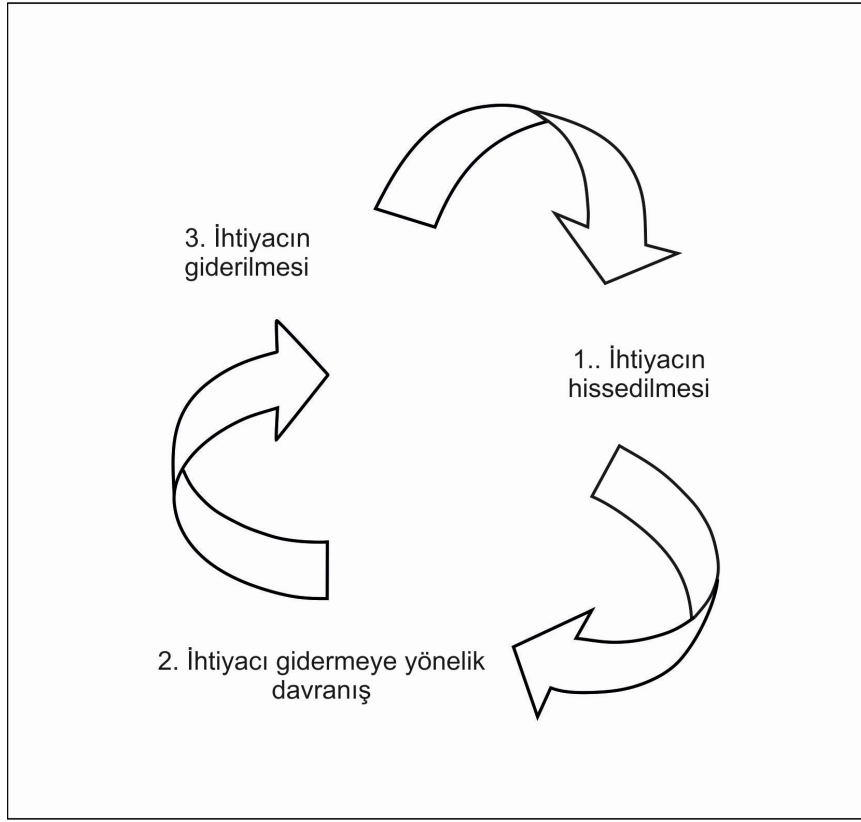 3. İhtiyacın
giderilmesi
1.. İhtiyacın
hissedilmesi
2. İhtiyacı gidermeye yönelik
davranış